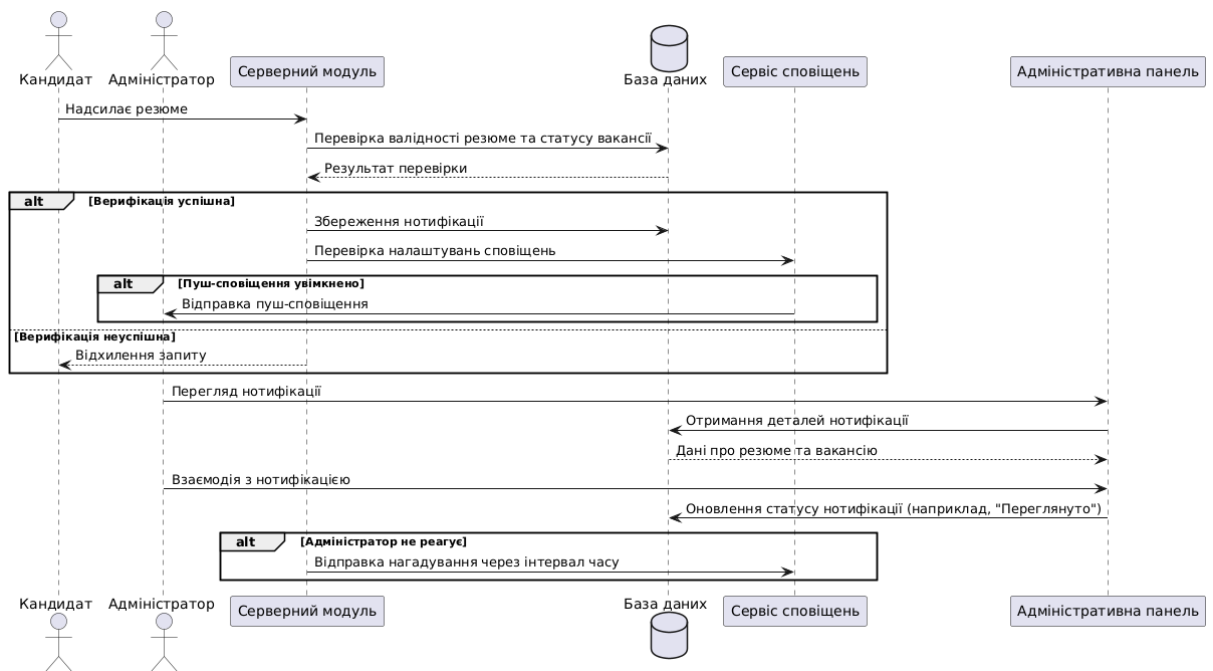 Кандидат
Адміністратор
Серверний модуль
База даних
Сервіс сповіщень
Адміністративна панель
Надсилає резюме
Перевірка валідності резюме та статусу вакансії
Результат перевірки
alt [Верифікація успішна]
Збереження нотифікації
Перевірка налаштувань сповіщень
alt [Пуш-сповіщення увімкнено]
Відправка пуш-сповіщення
[Верифікація неуспішна]
Відхилення запиту
Перегляд нотифікації
Отримання деталей нотифікації
Дані про резюме та вакансію
Взаємодія з нотифікацією
Оновлення статусу нотифікації (наприклад, "Переглянуто")
alt [Адміністратор не реагує]
Відправка нагадування через інтервал часу
Кандидат
Адміністратор
Серверний модуль
База даних
Сервіс сповіщень
Адміністративна панель